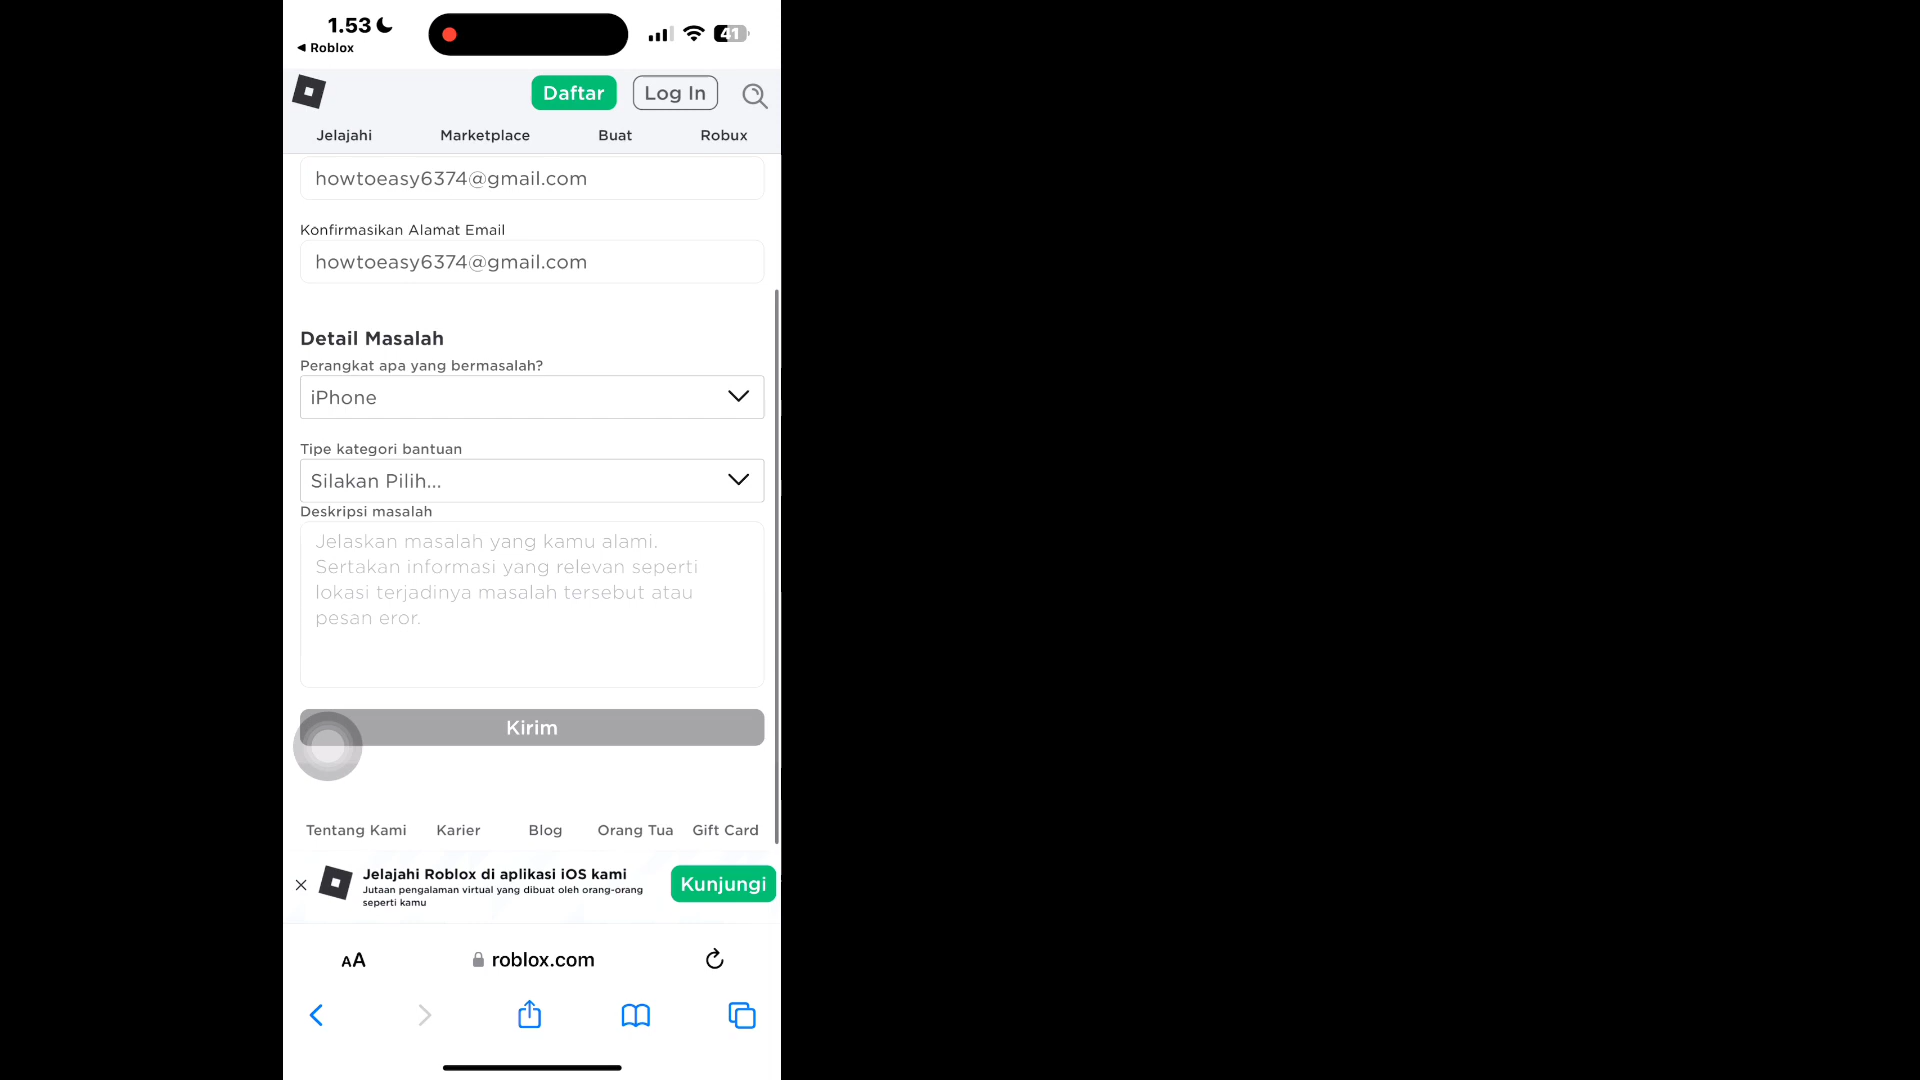 1.53
41
◀ Roblox
Daftar
Log In
Jelajahi
Marketplace
Buat
Robux
howtoeasy6374@gmail.com
Konfirmasikan Alamat Email
howtoeasy6374@gmail.com
Detail Masalah
Perangkat apa yang bermasalah?
iPhone
Tipe kategori bantuan
Silakan Pilih...
Deskripsi masalah
Jelaskan masalah yang kamu alami.
Sertakan informasi yang relevan seperti
lokasi terjadinya masalah tersebut atau
pesan eror.
Kirim
Tentang Kami
Karier
Blog
Orang Tua
Gift Card
Jelajahi Roblox di aplikasi iOS kami
Jutaan pengalaman virtual yang dibuat oleh orang-orang
seperti kamu
Kunjungi
AA
roblox.com